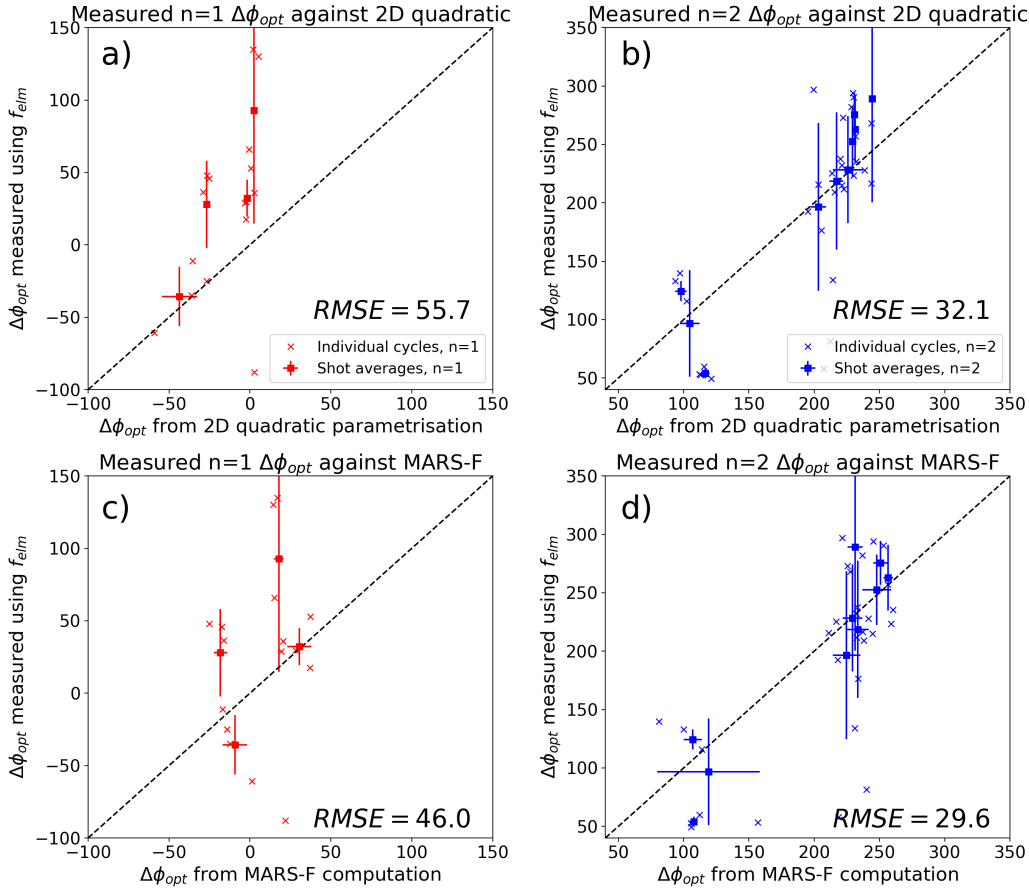 Measured n=1 Δϕ_opt against 2D quadratic
a)
Δϕ_opt measured using f_elm
150
100
50
0
−50
−100
RMSE = 55.7
Individual cycles, n=1
Shot averages, n=1
−100 −50 0 50 100 150
Δϕ_opt from 2D quadratic parametrisation
Measured n=2 Δϕ_opt against 2D quadratic
b)
Δϕ_opt measured using f_elm
350
300
250
200
150
100
50
RMSE = 32.1
Individual cycles, n=2
Shot averages, n=2
50 100 150 200 250 300 350
Δϕ_opt from 2D quadratic parametrisation
Measured n=1 Δϕ_opt against MARS-F
c)
Δϕ_opt measured using f_elm
150
100
50
0
−50
−100
RMSE = 46.0
−100 −50 0 50 100 150
Δϕ_opt from MARS-F computation
Measured n=2 Δϕ_opt against MARS-F
d)
Δϕ_opt measured using f_elm
350
300
250
200
150
100
50
RMSE = 29.6
50 100 150 200 250 300 350
Δϕ_opt from MARS-F computation